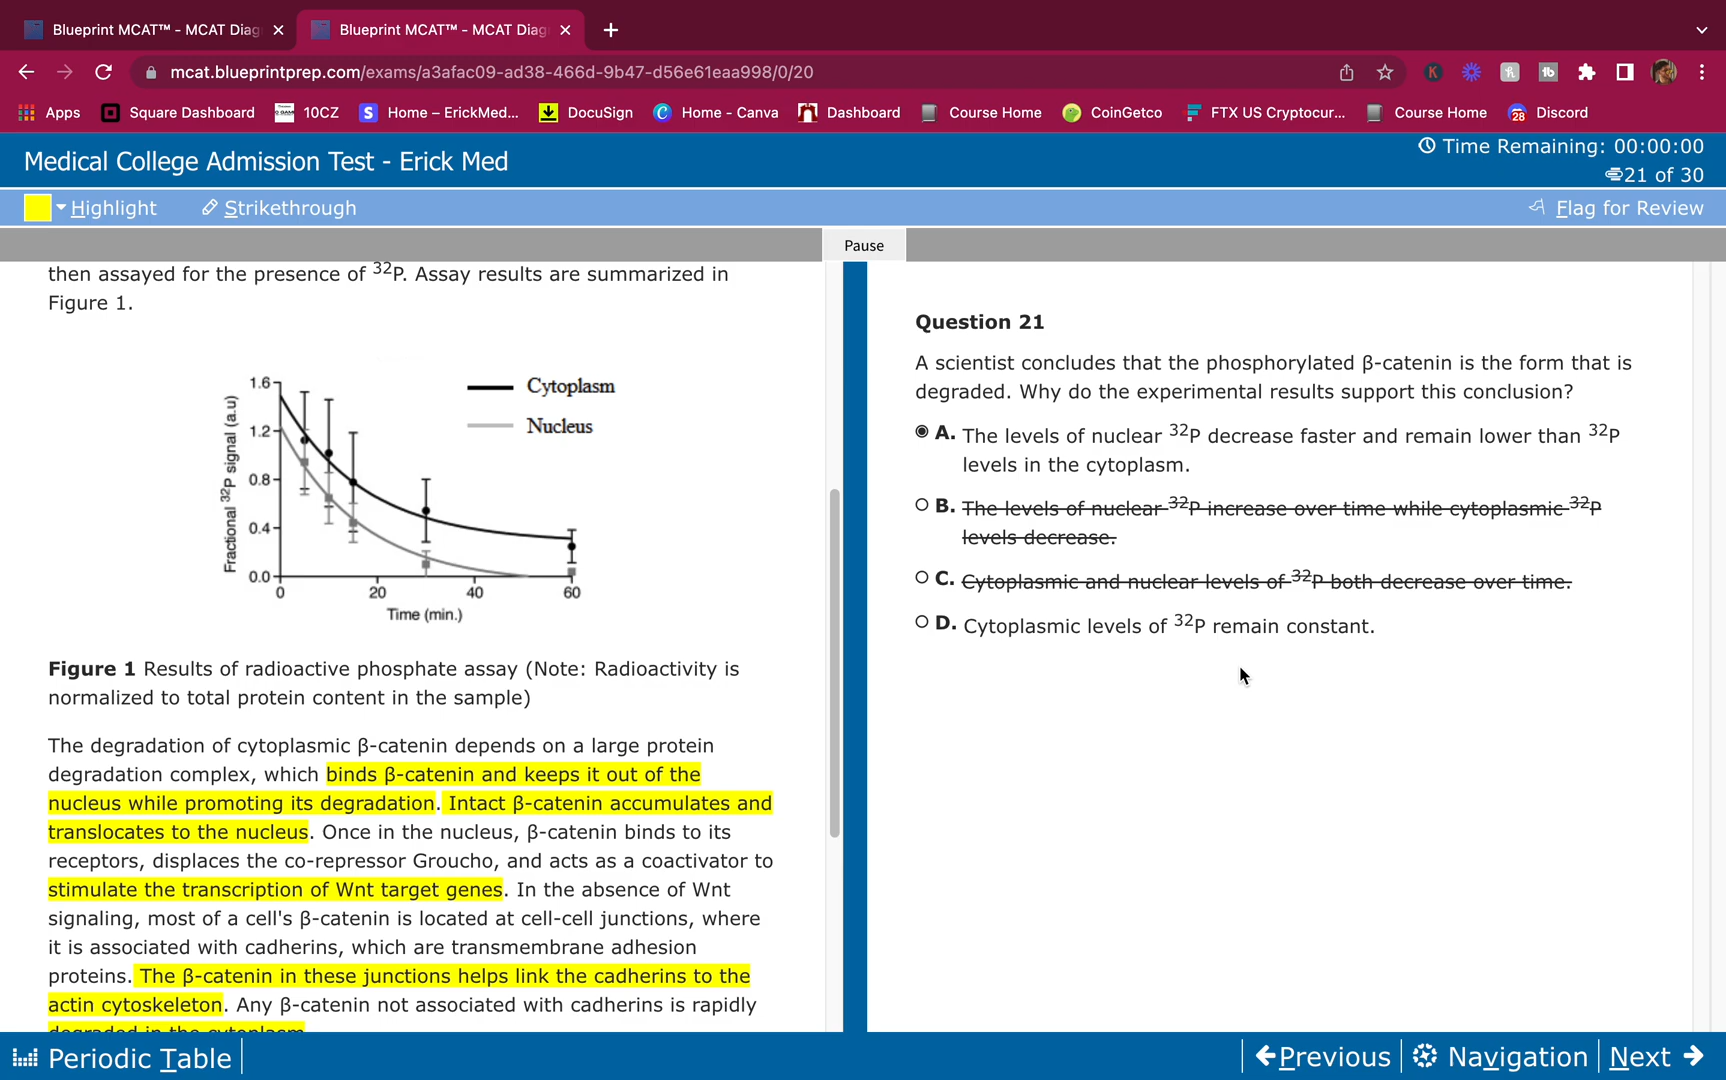 Blueprint MCAT™ - MCAT Diag
Blueprint MCAT™ - MCAT Diag
mcat.blueprintprep.com/exams/a3afac09-ad38-466d-9b47-d56e61eaa998/0/20
Apps
Square Dashboard
10CZ
Home – ErickMed...
DocuSign
Home - Canva
Dashboard
Course Home
CoinGetco
FTX US Cryptocur...
Course Home
28
Discord
Medical College Admission Test - Erick Med
Time Remaining: 00:00:00
21 of 30
Highlight
Strikethrough
Flag for Review
Pause
then assayed for the presence of 32P. Assay results are summarized in
Figure 1.
Cytoplasm
Nucleus
Fractional 32P signal (a.u)
1.6
1.2
0.8
0.4
0.0
0 20 40 60
Time (min.)
Figure 1 Results of radioactive phosphate assay (Note: Radioactivity is
normalized to total protein content in the sample)
The degradation of cytoplasmic β-catenin depends on a large protein
degradation complex, which binds β-catenin and keeps it out of the
nucleus while promoting its degradation. Intact β-catenin accumulates and
translocates to the nucleus. Once in the nucleus, β-catenin binds to its
receptors, displaces the co-repressor Groucho, and acts as a coactivator to
stimulate the transcription of Wnt target genes. In the absence of Wnt
signaling, most of a cell's β-catenin is located at cell-cell junctions, where
it is associated with cadherins, which are transmembrane adhesion
proteins. The β-catenin in these junctions helps link the cadherins to the
actin cytoskeleton. Any β-catenin not associated with cadherins is rapidly
degraded in the cytoplasm
Question 21
A scientist concludes that the phosphorylated β-catenin is the form that is
degraded. Why do the experimental results support this conclusion?
A. The levels of nuclear 32P decrease faster and remain lower than 32P
levels in the cytoplasm.
B. The levels of nuclear 32P increase over time while cytoplasmic 32P
levels decrease.
C. Cytoplasmic and nuclear levels of 32P both decrease over time.
D. Cytoplasmic levels of 32P remain constant.
Periodic Table
Previous
Navigation
Next